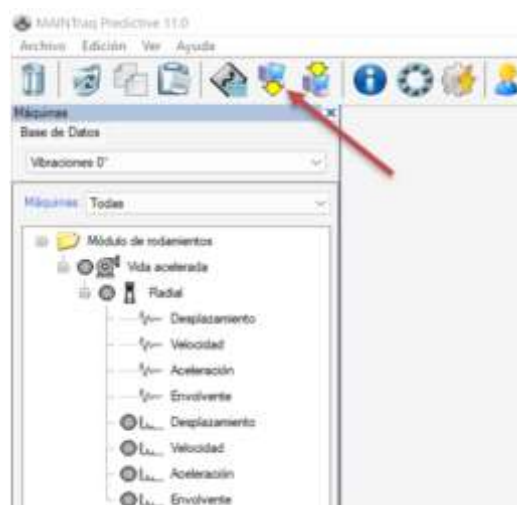 MAINTraq Predictive 11.0
Archivo Edición Ver Ayuda
Máquinas
Base de Datos
Vibraciones 0"
Máquinas Todas
Módulo de rodamientos
Vida acelerada
Radial
Desplazamiento
Velocidad
Aceleración
Envolvente
Desplazamiento
Velocidad
Aceleración
Envolvente